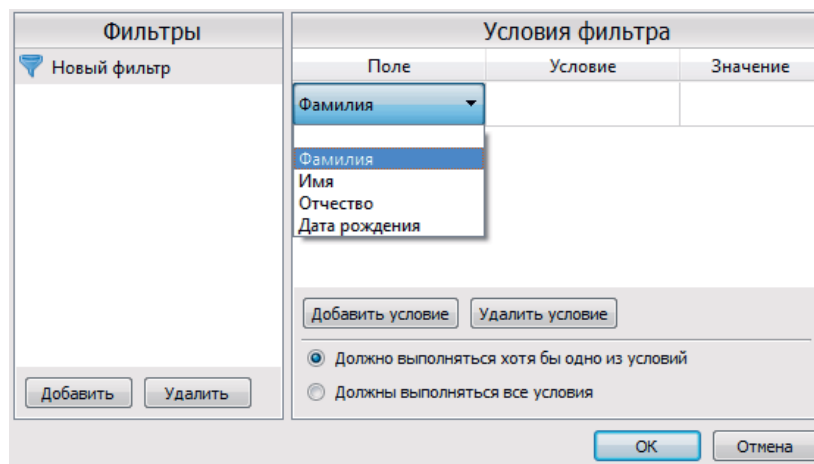 Фильтры
Новый фильтр
Добавить Удалить
Условия фильтра
Поле Условие Значение
Фамилия
Фамилия
Имя
Отчество
Дата рождения
Добавить условие Удалить условие
Должно выполняться хотя бы одно из условий
Должны выполняться все условия
OK Отмена